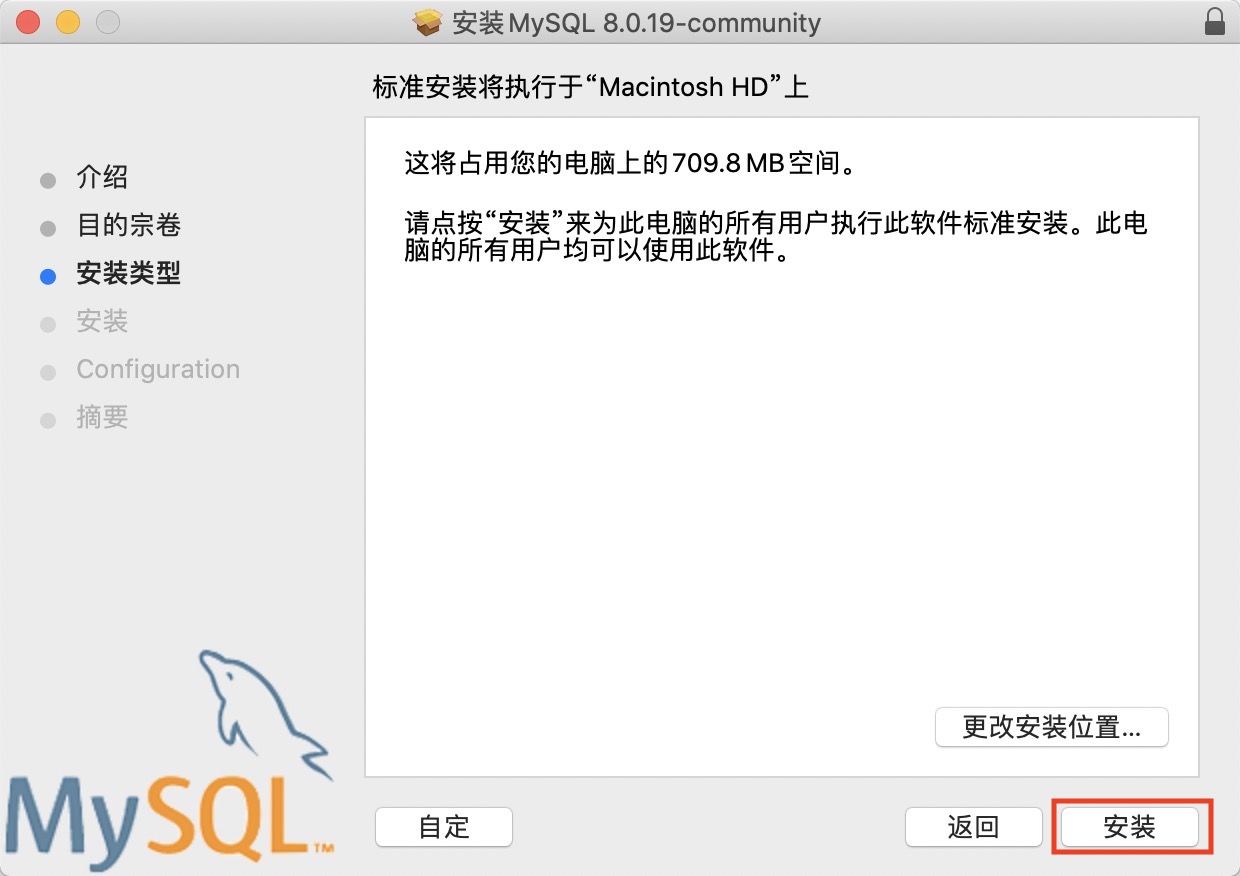 安装MySQL 8.0.19-community
标准安装将执行于“Macintosh HD”上
介绍
目的宗卷
安装类型
安装
Configuration
摘要
这将占用您的电脑上的709.8 MB空间。
请点按“安装”来为此电脑的所有用户执行此软件标准安装。此电
脑的所有用户均可以使用此软件。
更改安装位置...
MySQL™
自定
返回
安装